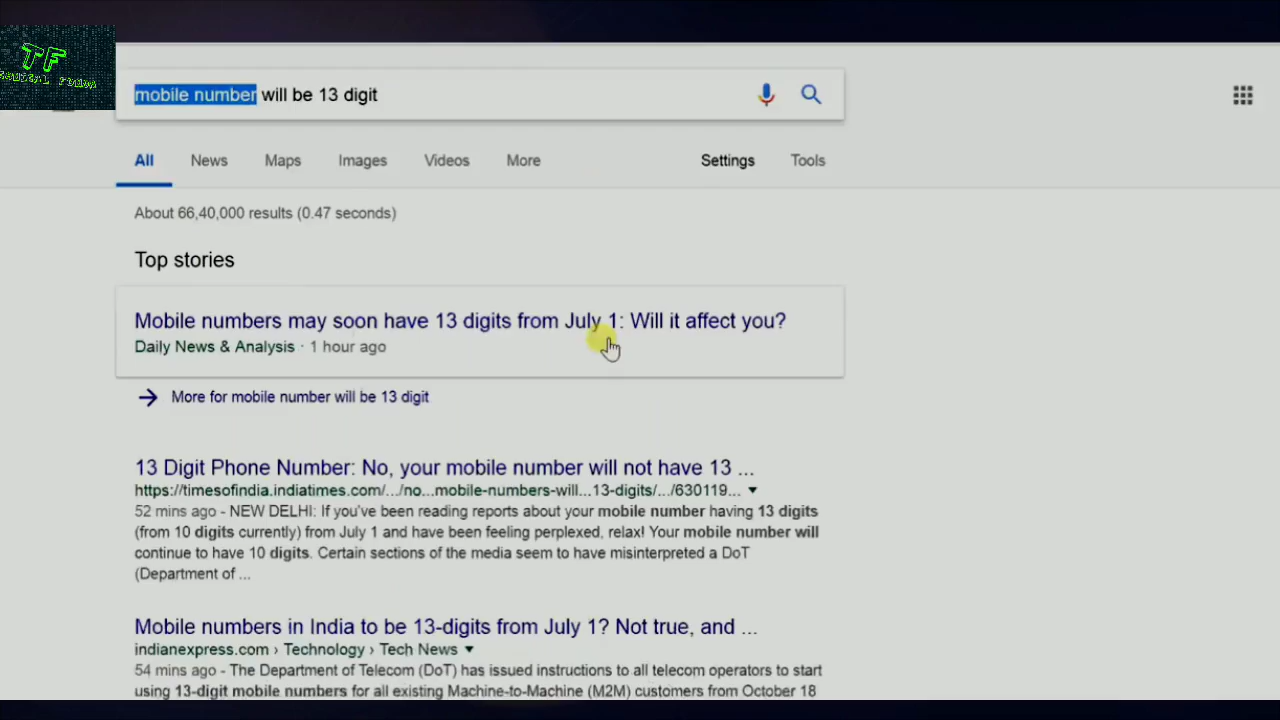 TF
mobile number will be 13 digit
All News Maps Images Videos More Settings Tools
About 66,40,000 results (0.47 seconds)
Top stories
Mobile numbers may soon have 13 digits from July 1: Will it affect you?
Daily News & Analysis · 1 hour ago
More for mobile number will be 13 digit
13 Digit Phone Number: No, your mobile number will not have 13 ...
https://timesofindia.indiatimes.com/.../no...mobile-numbers-will...13-digits/.../630119...
52 mins ago - NEW DELHI: If you've been reading reports about your mobile number having 13 digits
(from 10 digits currently) from July 1 and have been feeling perplexed, relax! Your mobile number will
continue to have 10 digits. Certain sections of the media seem to have misinterpreted a DoT
(Department of ...
Mobile numbers in India to be 13-digits from July 1? Not true, and ...
indianexpress.com › Technology › Tech News
54 mins ago - The Department of Telecom (DoT) has issued instructions to all telecom operators to start
using 13-digit mobile numbers for all existing Machine-to-Machine (M2M) customers from October 18